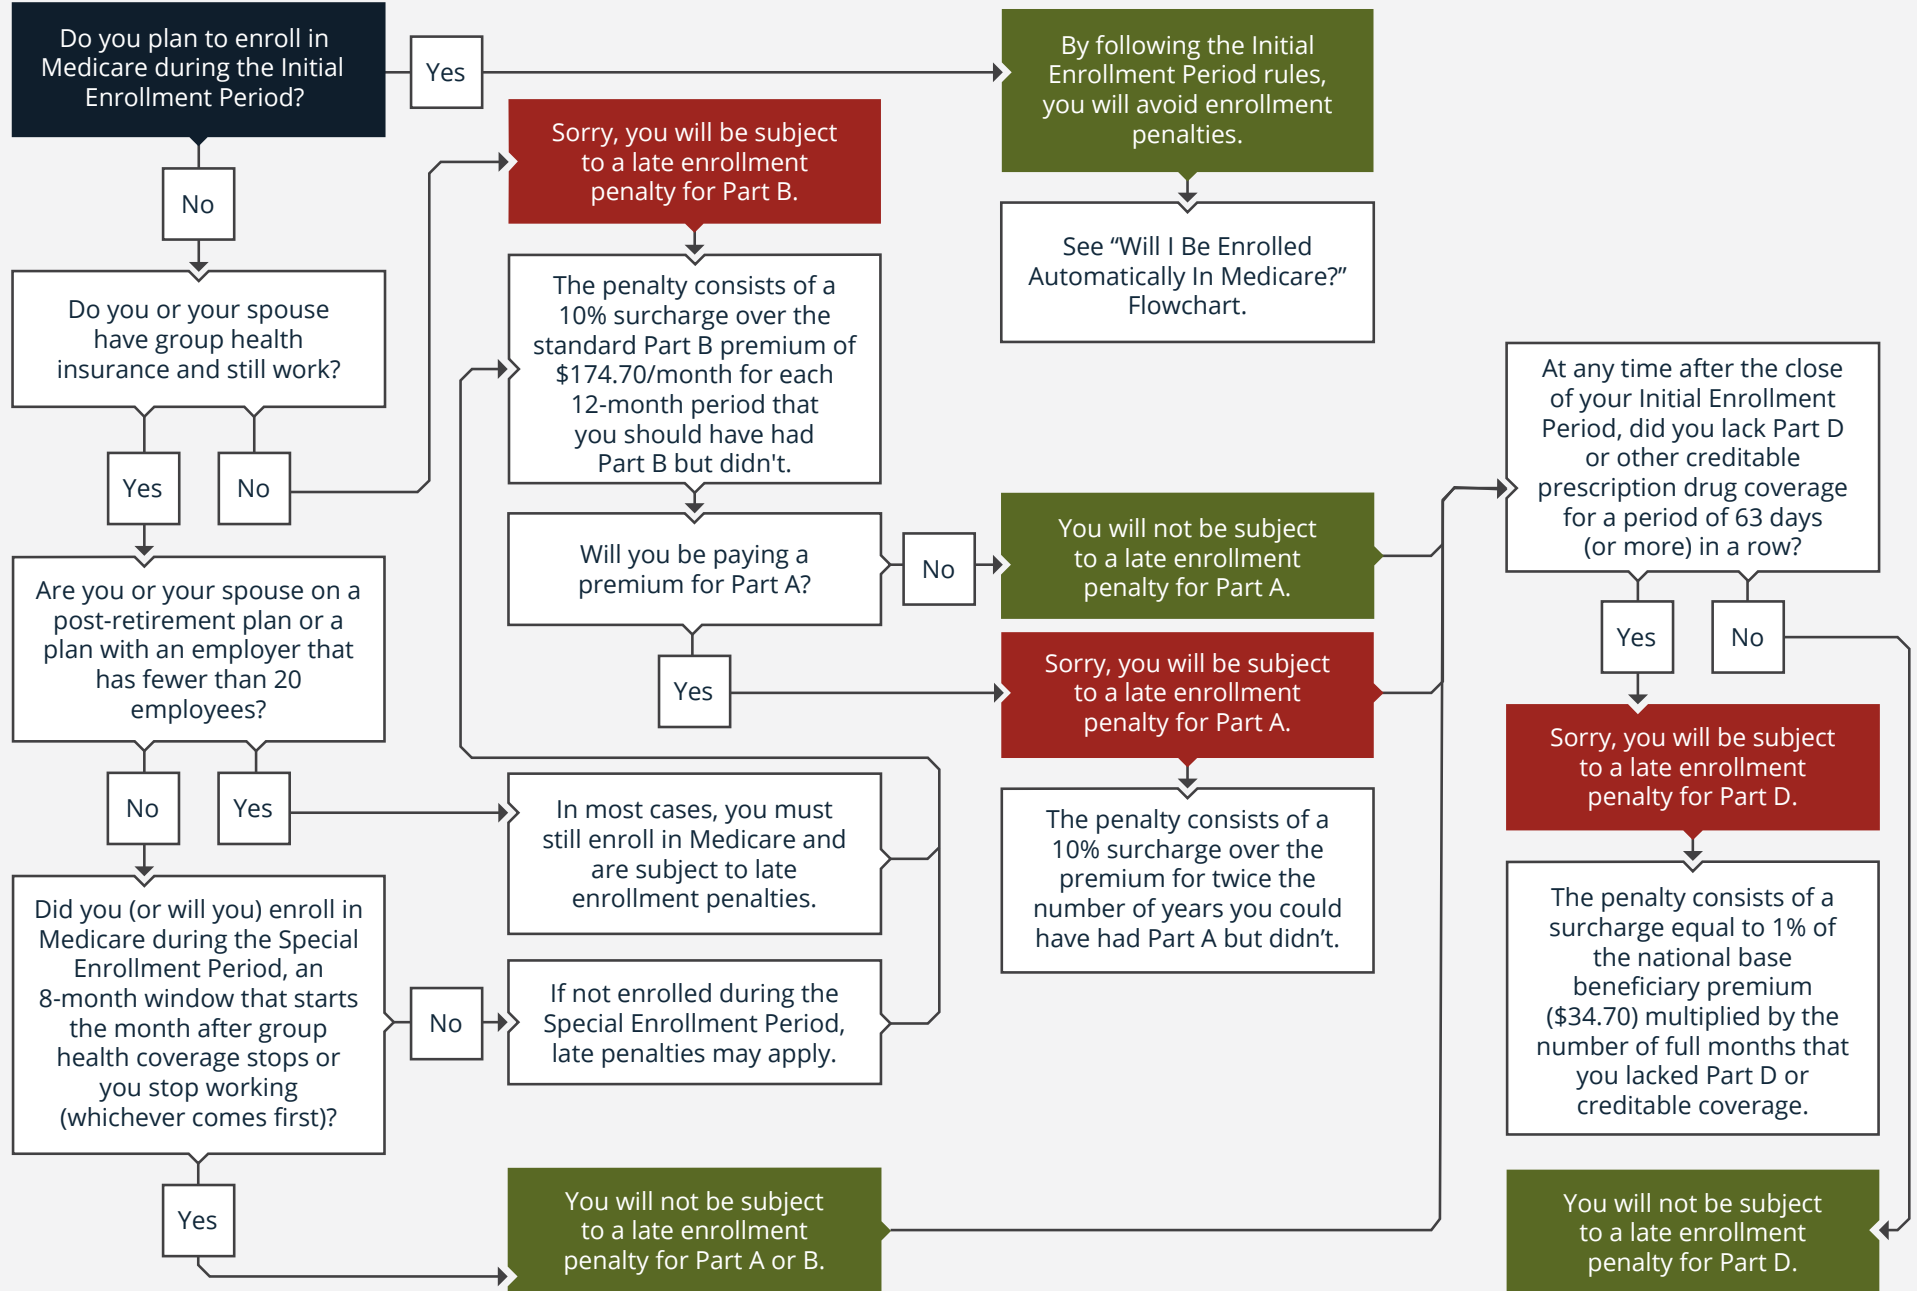 Do you plan to enroll in
Medicare during the Initial
Enrollment Period?
Yes
By following the Initial
Enrollment Period rules,
you will avoid enrollment
penalties.
See “Will I Be Enrolled
Automatically In Medicare?”
Flowchart.
No
Do you or your spouse
have group health
insurance and still work?
Yes
No
Sorry, you will be subject
to a late enrollment
penalty for Part B.
The penalty consists of a
10% surcharge over the
standard Part B premium of
$174.70/month for each
12-month period that
you should have had
Part B but didn't.
Will you be paying a
premium for Part A?
No
You will not be subject
to a late enrollment
penalty for Part A.
Yes
Sorry, you will be subject
to a late enrollment
penalty for Part A.
The penalty consists of a
10% surcharge over the
premium for twice the
number of years you could
have had Part A but didn’t.
Are you or your spouse on a
post-retirement plan or a
plan with an employer that
has fewer than 20
employees?
No
Yes
In most cases, you must
still enroll in Medicare and
are subject to late
enrollment penalties.
Did you (or will you) enroll in
Medicare during the Special
Enrollment Period, an
8-month window that starts
the month after group
health coverage stops or
you stop working
(whichever comes first)?
No
If not enrolled during the
Special Enrollment Period,
late penalties may apply.
Yes
You will not be subject
to a late enrollment
penalty for Part A or B.
At any time after the close
of your Initial Enrollment
Period, did you lack Part D
or other creditable
prescription drug coverage
for a period of 63 days
(or more) in a row?
Yes
No
Sorry, you will be subject
to a late enrollment
penalty for Part D.
The penalty consists of a
surcharge equal to 1% of
the national base
beneficiary premium
($34.70) multiplied by the
number of full months that
you lacked Part D or
creditable coverage.
You will not be subject
to a late enrollment
penalty for Part D.